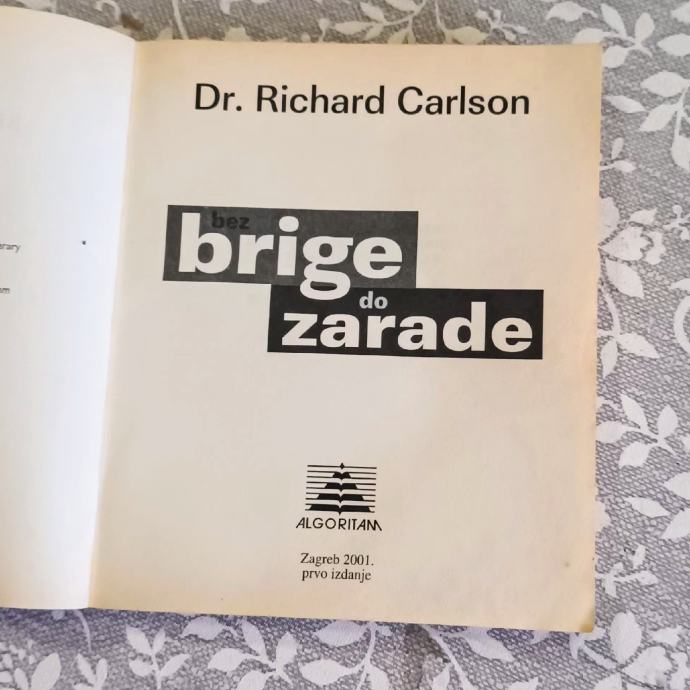 Dr. Richard Carlson
bez
brige
do
zarade
ALGORITAM
Zagreb 2001.
prvo izdanje